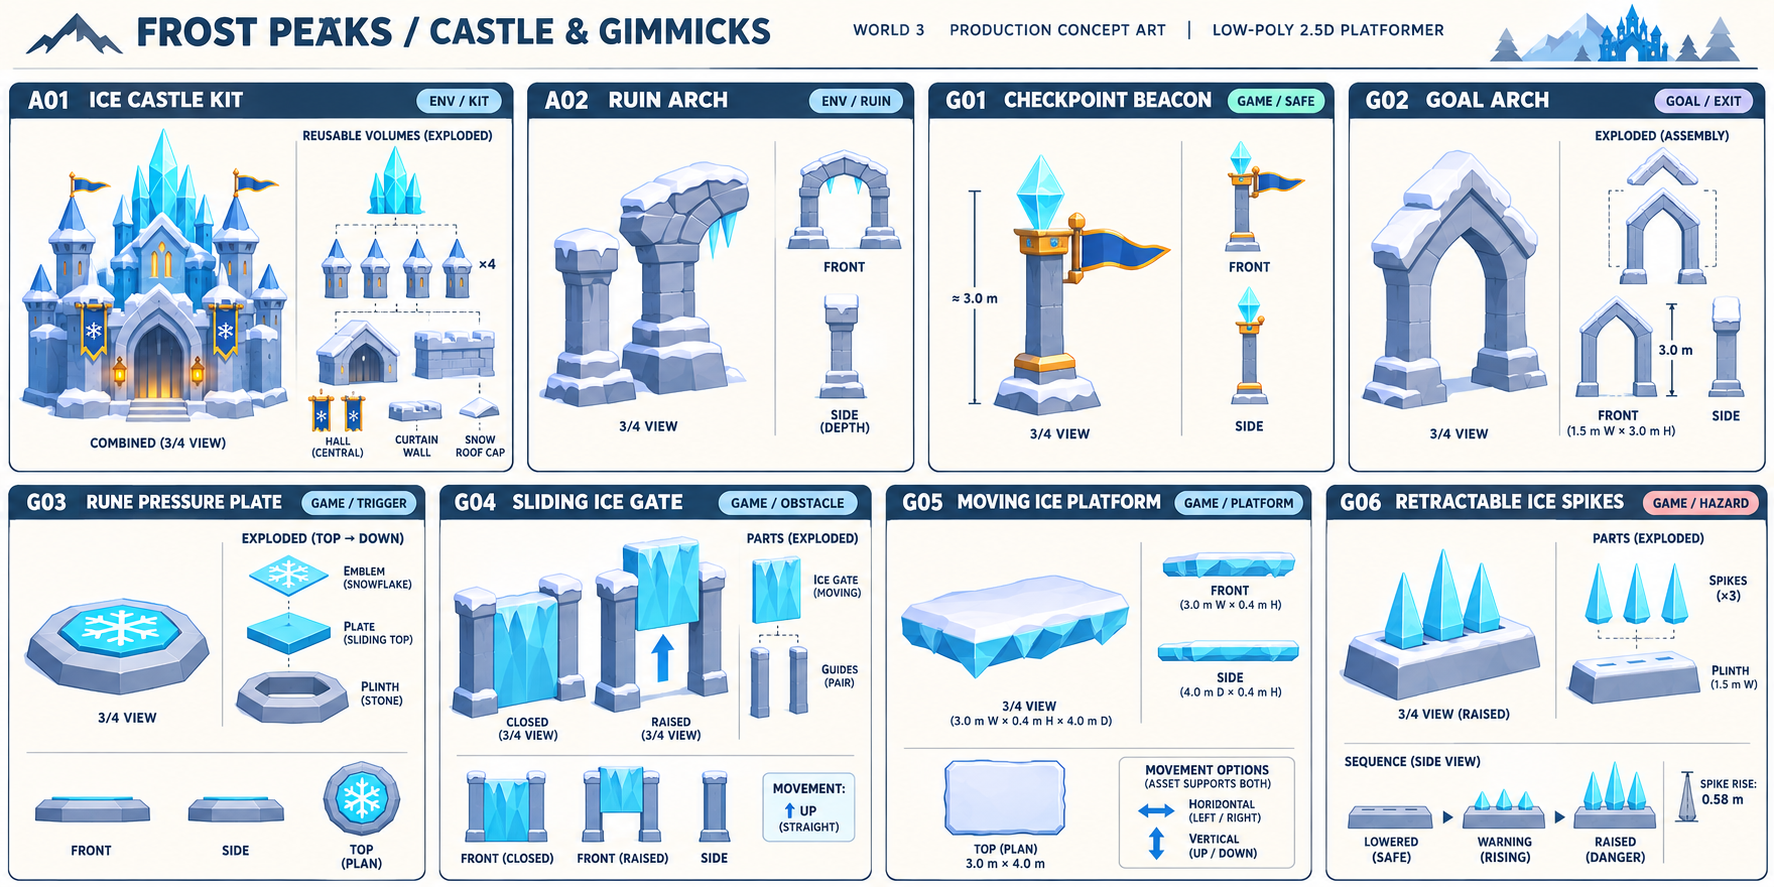 FROST PEAKS / CASTLE & GIMMICKS
WORLD 3 PRODUCTION CONCEPT ART | LOW-POLY 2.5D PLATFORMER
A01 ICE CASTLE KIT
ENV / KIT
REUSABLE VOLUMES (EXPLODED)
×4
HALL
(CENTRAL)
CURTAIN
WALL
SNOW
ROOF CAP
COMBINED (3/4 VIEW)
A02 RUIN ARCH
ENV / RUIN
FRONT
SIDE
(DEPTH)
3/4 VIEW
G01 CHECKPOINT BEACON
GAME / SAFE
≈ 3.0 m
FRONT
SIDE
3/4 VIEW
G02 GOAL ARCH
GOAL / EXIT
EXPLODED (ASSEMBLY)
3.0 m
FRONT
(1.5 m W × 3.0 m H)
SIDE
3/4 VIEW
G03 RUNE PRESSURE PLATE
GAME / TRIGGER
EXPLODED (TOP → DOWN)
EMBLEM
(SNOWFLAKE)
PLATE
(SLIDING TOP)
PLINTH
(STONE)
3/4 VIEW
FRONT
SIDE
TOP
(PLAN)
G04 SLIDING ICE GATE
GAME / OBSTACLE
PARTS (EXPLODED)
ICE GATE
(MOVING)
GUIDES
(PAIR)
CLOSED
(3/4 VIEW)
RAISED
(3/4 VIEW)
MOVEMENT:
UP
(STRAIGHT)
FRONT (CLOSED)
FRONT (RAISED)
SIDE
G05 MOVING ICE PLATFORM
GAME / PLATFORM
FRONT
(3.0 m W × 0.4 m H)
SIDE
(4.0 m D × 0.4 m H)
3/4 VIEW
(3.0 m W × 0.4 m H × 4.0 m D)
TOP (PLAN)
3.0 m × 4.0 m
MOVEMENT OPTIONS
(ASSET SUPPORTS BOTH)
HORIZONTAL
(LEFT / RIGHT)
VERTICAL
(UP / DOWN)
G06 RETRACTABLE ICE SPIKES
GAME / HAZARD
PARTS (EXPLODED)
SPIKES
(×3)
PLINTH
(1.5 m W)
3/4 VIEW (RAISED)
SEQUENCE (SIDE VIEW)
SPIKE RISE:
0.58 m
LOWERED
(SAFE)
WARNING
(RISING)
RAISED
(DANGER)